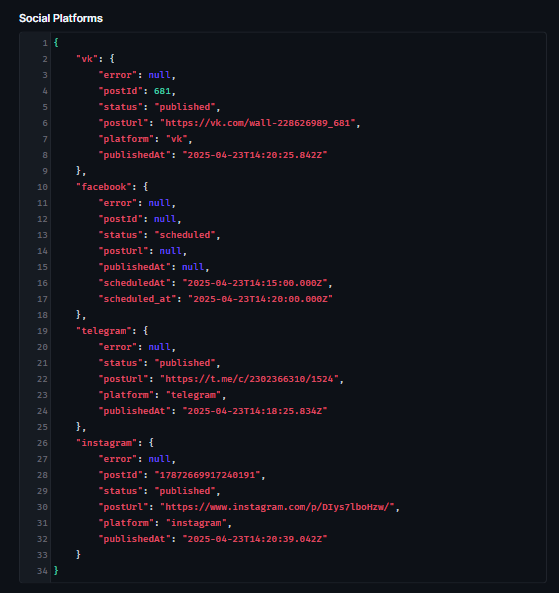 Social Platforms
1 {
2 "vk": {
3 "error": null,
4 "postId": 681,
5 "status": "published",
6 "postUrl": "https://vk.com/wall-228626989_681",
7 "platform": "vk",
8 "publishedAt": "2025-04-23T14:20:25.842Z"
9 },
10 "facebook": {
11 "error": null,
12 "postId": null,
13 "status": "scheduled",
14 "postUrl": null,
15 "publishedAt": null,
16 "scheduledAt": "2025-04-23T14:15:00.000Z",
17 "scheduled_at": "2025-04-23T14:20:00.000Z"
18 },
19 "telegram": {
20 "error": null,
21 "status": "published",
22 "postUrl": "https://t.me/c/2302366310/1524",
23 "platform": "telegram",
24 "publishedAt": "2025-04-23T14:18:25.834Z"
25 },
26 "instagram": {
27 "error": null,
28 "postId": "17872669917240191",
29 "status": "published",
30 "postUrl": "https://www.instagram.com/p/DIys7lboHzw/",
31 "platform": "instagram",
32 "publishedAt": "2025-04-23T14:20:39.042Z"
33 }
34 }